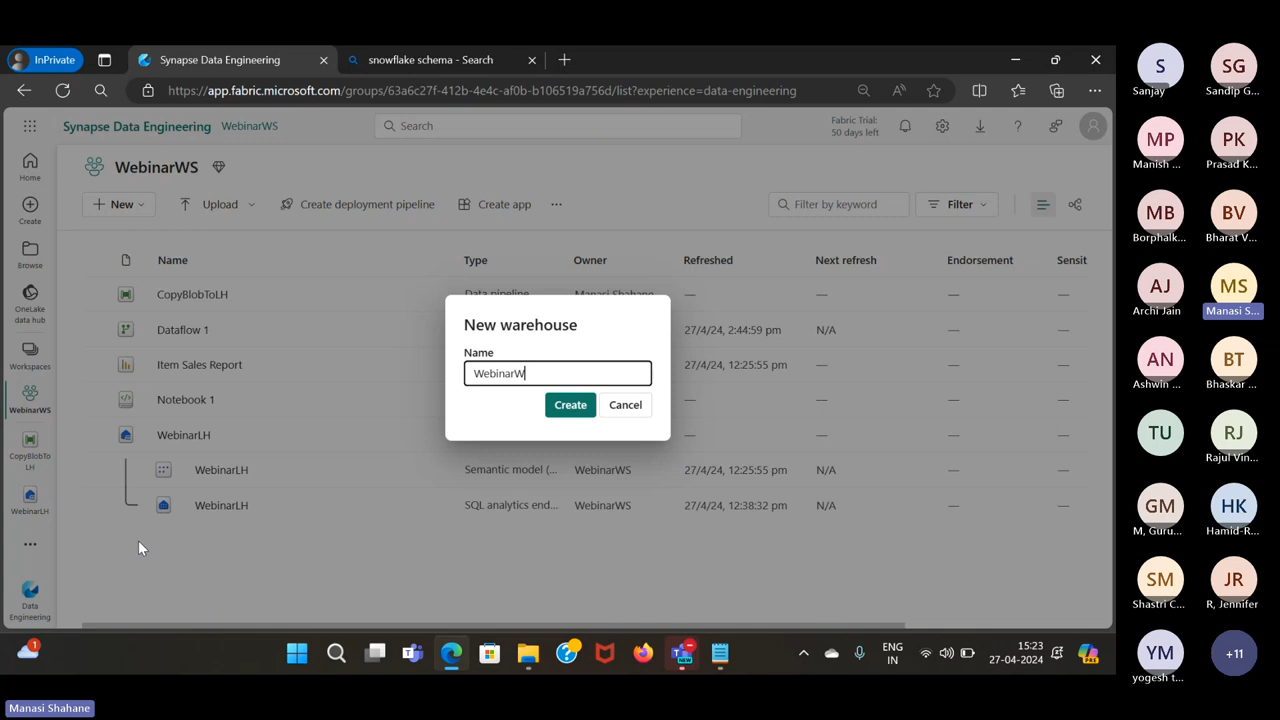 InPrivate
Synapse Data Engineering
snowflake schema - Search
https://app.fabric.microsoft.com/groups/63a6c27f-412b-4e4c-af0b-b106519a756d/list?experience=data-engineering
Synapse Data Engineering WebinarWS
Search
Fabric Trial:
50 days left
Home
Create
Browse
OneLake
data hub
Workspaces
WebinarWS
CopyBlobTo
LH
WebinarLH
Data
Engineering
WebinarWS
New
Upload
Create deployment pipeline
Create app
Filter by keyword
Filter
Name Type Owner Refreshed Next refresh Endorsement Sensit
CopyBlobToLH Data pipeline Manasi Shahane — — — —
Dataflow 1 27/4/24, 2:44:59 pm N/A — —
Item Sales Report 27/4/24, 12:25:55 pm — — —
Notebook 1 — — — —
WebinarLH — — — —
WebinarLH Semantic model (... WebinarWS 27/4/24, 12:25:55 pm N/A — —
WebinarLH SQL analytics end... WebinarWS 27/4/24, 12:38:32 pm N/A — —
New warehouse
Name
WebinarW
Create Cancel
1
NEW
ENG
IN
15:23
27-04-2024
PRE
S
Sanjay
SG
Sandip G...
MP
Manish ...
PK
Prasad K...
MB
Borphalk...
BV
Bharat V...
AJ
Archi Jain
MS
Manasi S...
AN
Ashwin ...
BT
Bhaskar ...
TU
RJ
Rajul Vin...
GM
M, Guru...
HK
Hamid-R...
SM
Shastri C...
JR
R, Jennifer
YM
yogesh t...
+11
Manasi Shahane